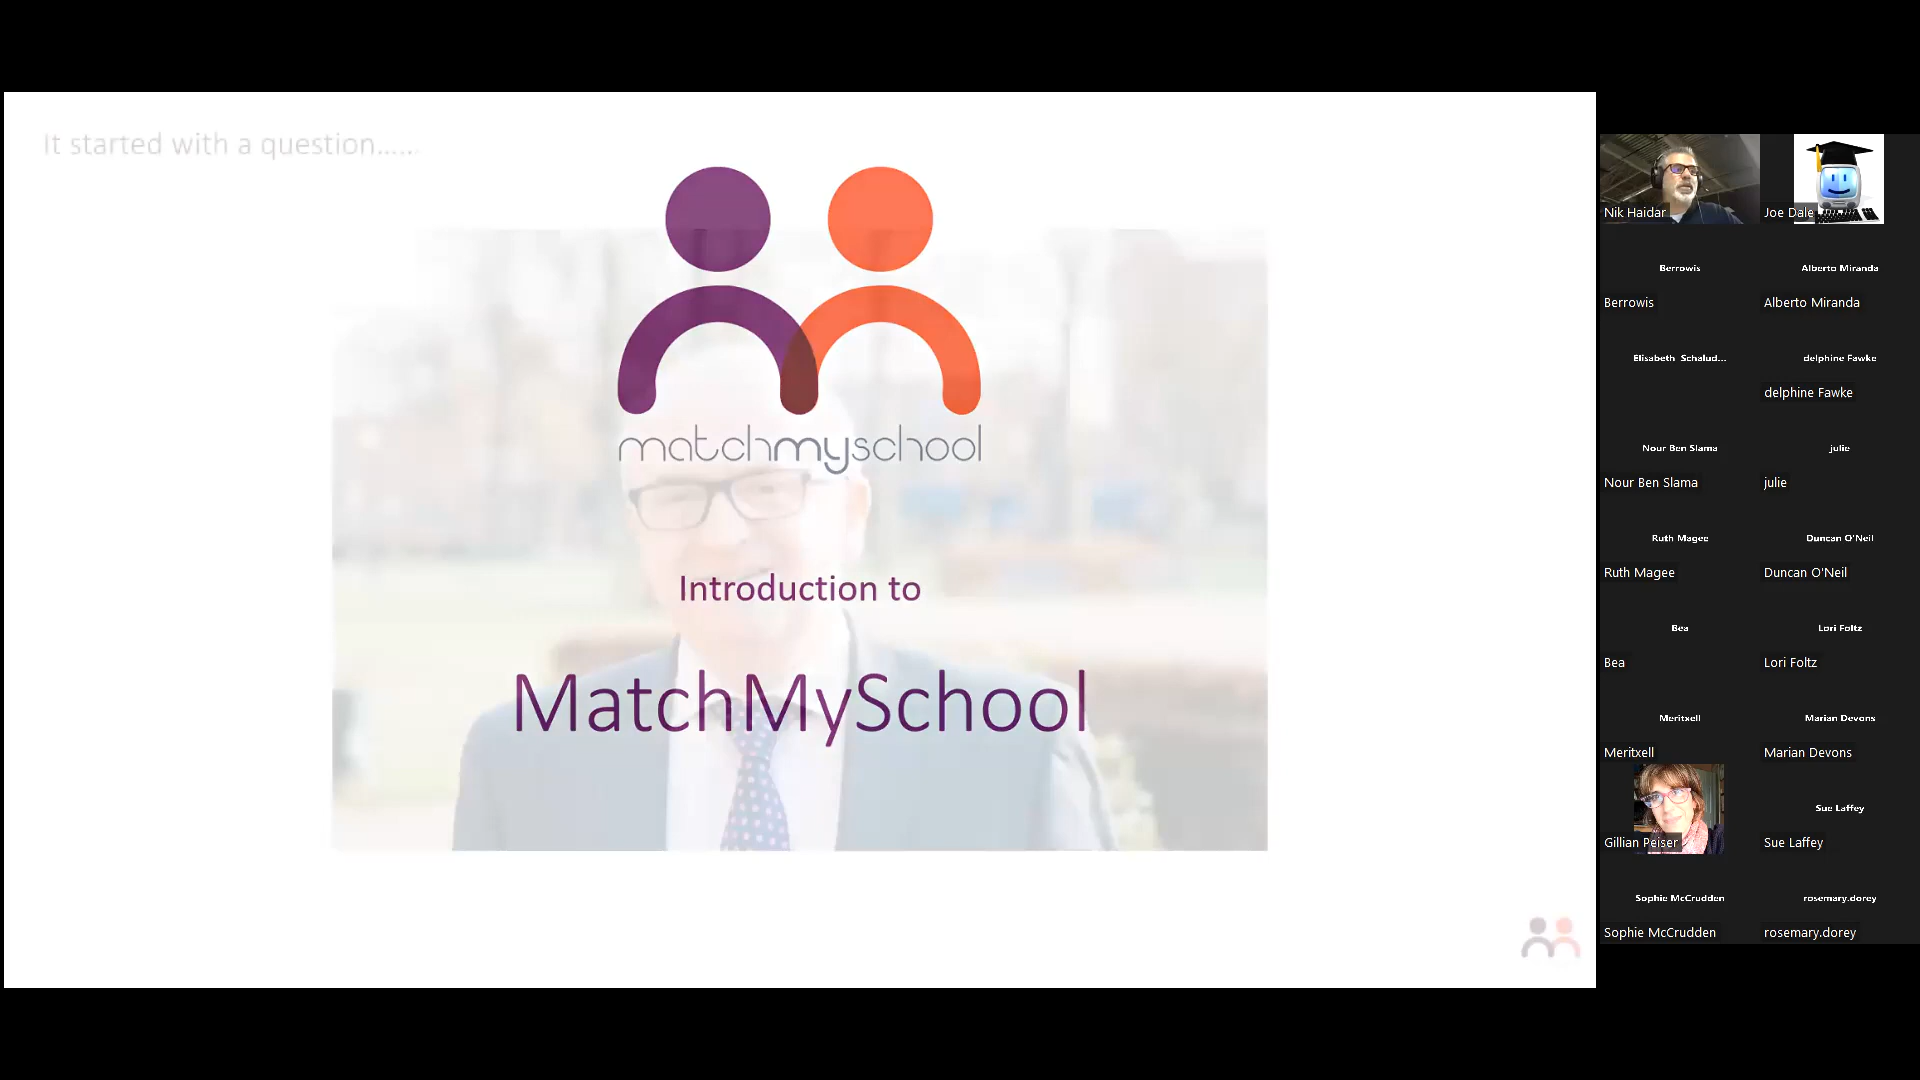 It started with a question......
matchmyschool
Introduction to
MatchMySchool
Nik Haidar
Joe Dale
Berrowis
Alberto Miranda
Berrowis
Alberto Miranda
Elisabeth Schalud...
delphine Fawke
delphine Fawke
Nour Ben Slama
julie
Nour Ben Slama
julie
Ruth Magee
Duncan O'Neil
Ruth Magee
Duncan O'Neil
Bea
Lori Foltz
Bea
Lori Foltz
Meritxell
Marian Devons
Meritxell
Marian Devons
Sue Laffey
Gillian Peiser
Sue Laffey
Sophie McCrudden
rosemary.dorey
Sophie McCrudden
rosemary.dorey